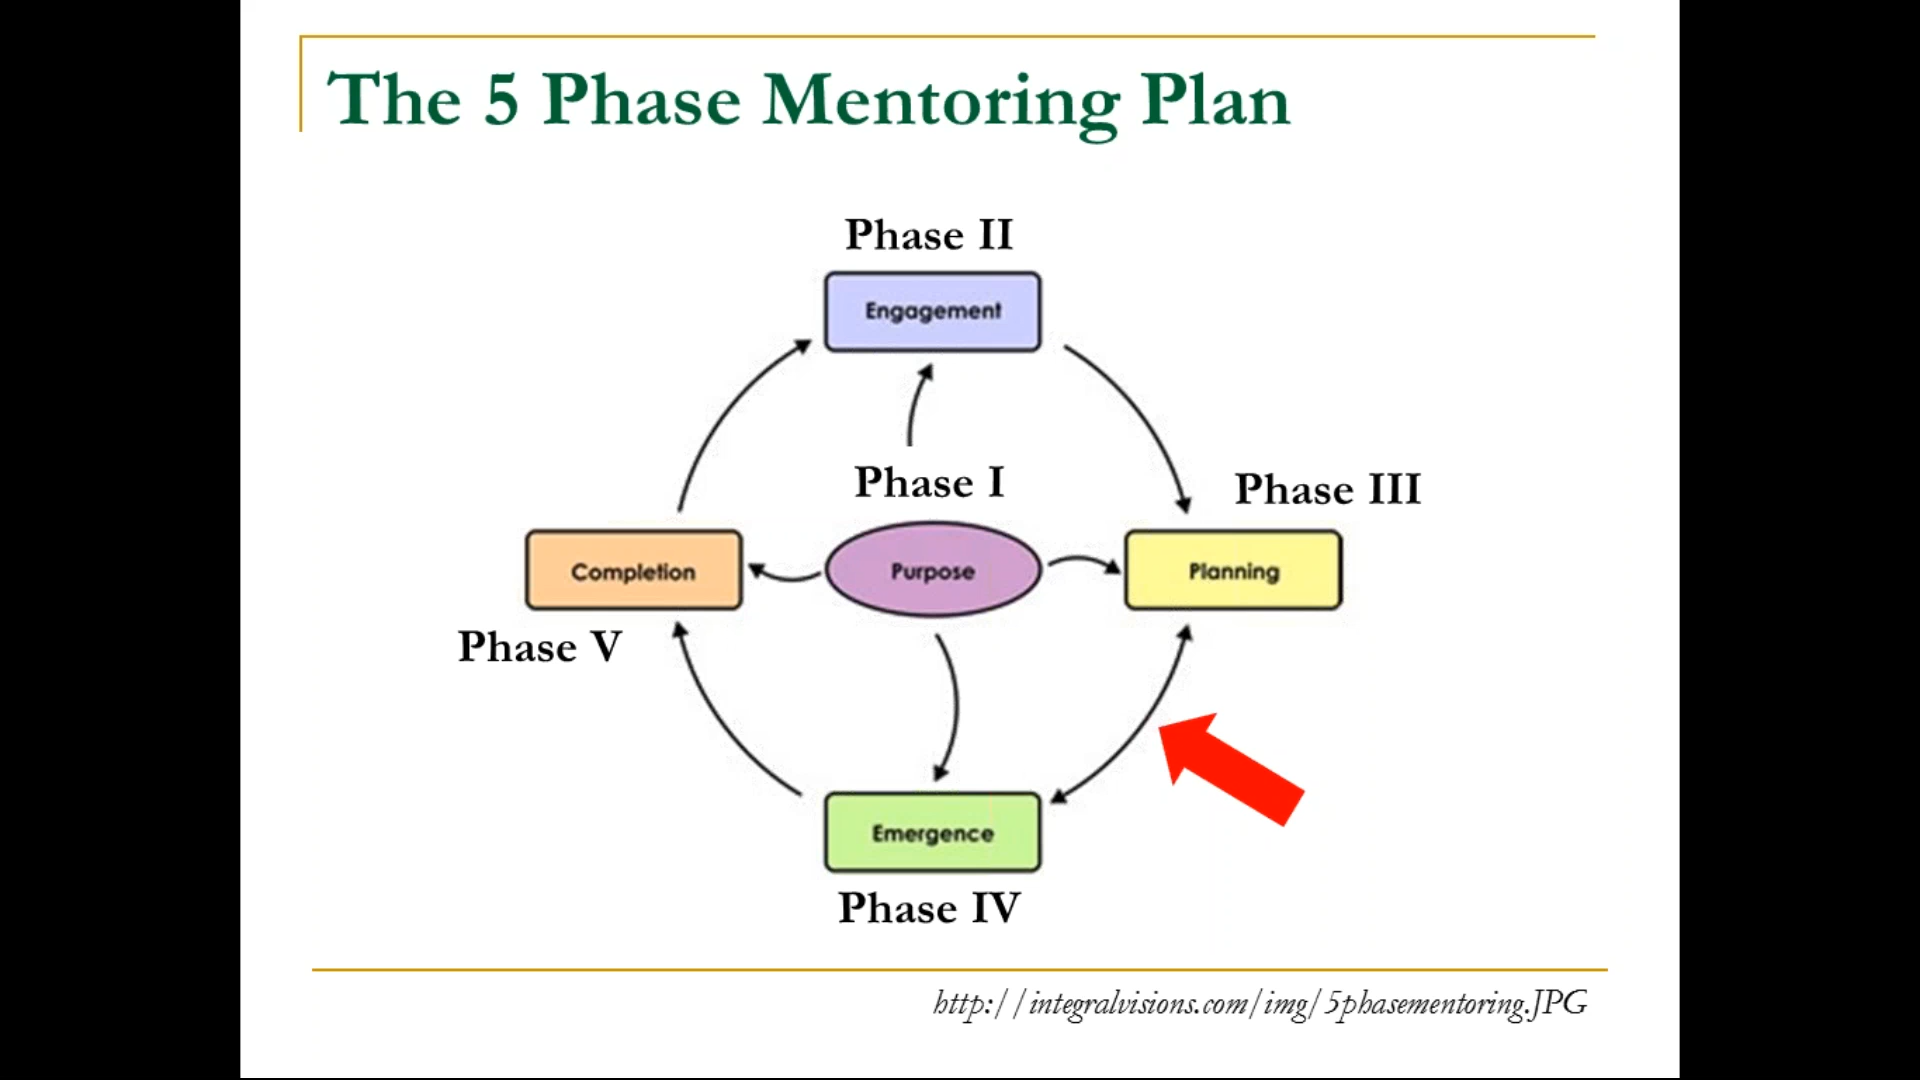 The 5 Phase Mentoring Plan
Phase II
Engagement
Phase I
Phase III
Completion
Purpose
Planning
Phase V
Emergence
Phase IV
http://integralvisions.com/img/5phasementoring.JPG